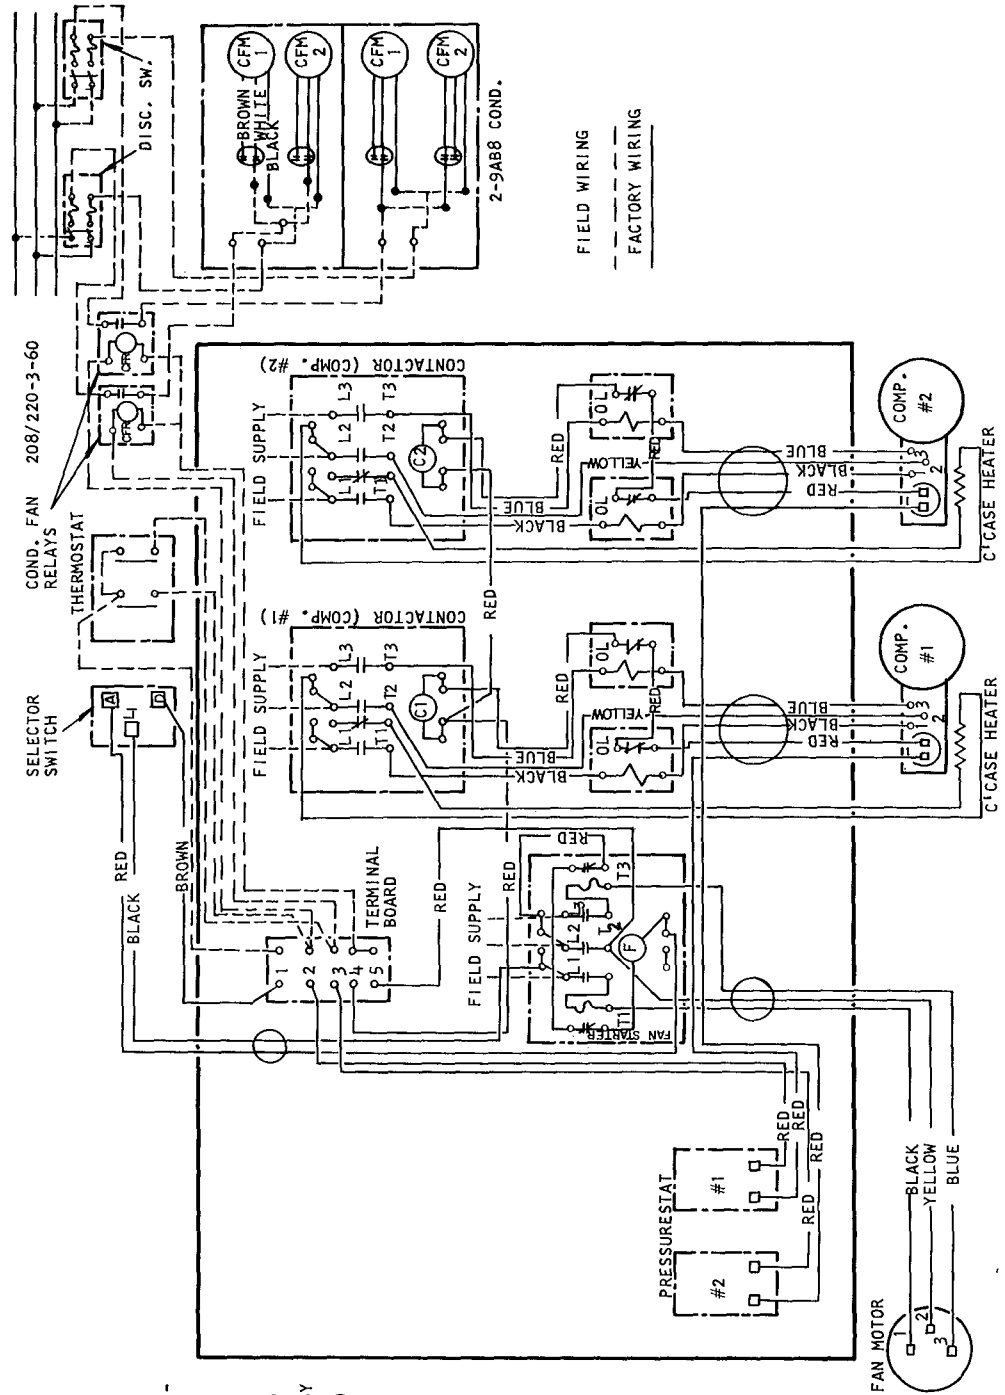 DISC. SW.
CFM
1
CFM
2
CFM
1
CFM
2
BROWN
WHITE
BLACK
2-9AB8 COND.
FIELD WIRING
FACTORY WIRING
208/220-3-60
COND. FAN
RELAYS
CFR
CFR
THERMOSTAT
SELECTOR
SWITCH
A
L
D
RED
BLACK
BROWN
TERMINAL
BOARD
1
2
3
4
5
CONTACTOR (COMP. #2)
FIELD SUPPLY
L1
L2
L3
T1
T2
T3
C2
RED
CONTACTOR (COMP. #1)
FIELD SUPPLY
L1
L2
L3
T1
T2
T3
C1
RED
BLUE
BLACK
YELLOW
RED
OL
OL
RED
BLUE
BLACK
YELLOW
RED
OL
OL
BLUE
BLACK
RED
COMP.
#2
1
2
3
C'CASE HEATER
BLUE
BLACK
RED
COMP.
#1
1
2
3
C'CASE HEATER
RED
RED
RED
FIELD SUPPLY
L1
L2
L3
T1
T2
T3
F
FAN STARTER
PRESSURESTAT
#1
#2
RED
RED
RED
RED
BLACK
YELLOW
BLUE
FAN MOTOR
1
2
3
Y